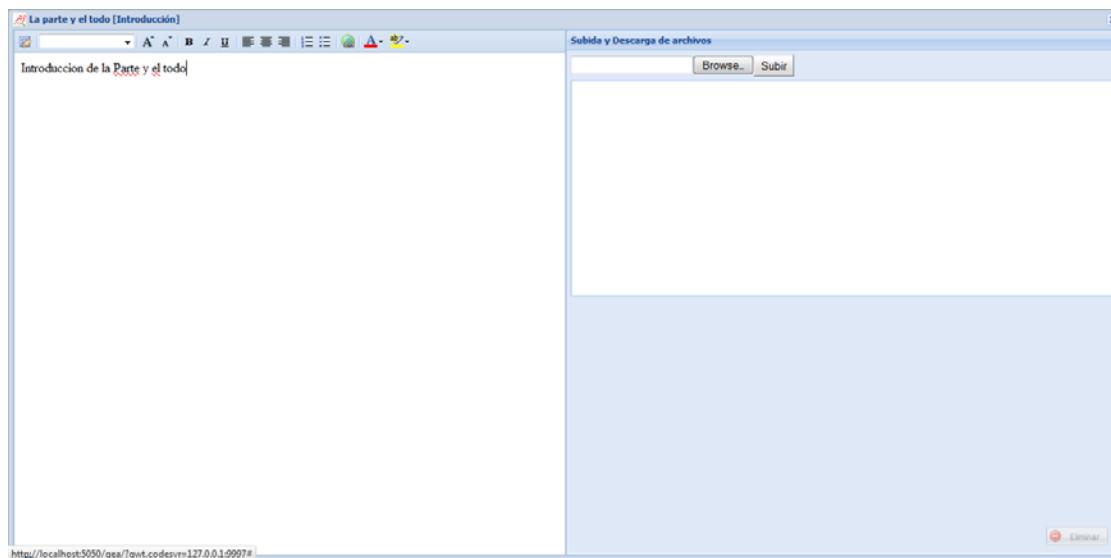 La parte y el todo [Introducción]
A A B I U A
Subida y Descarga de archivos
Browse... Subir
Introduccion de la Parte y el todo
Eliminar
http://localhost:5050/gea/?gwt.codesvr=127.0.0.1:9997#